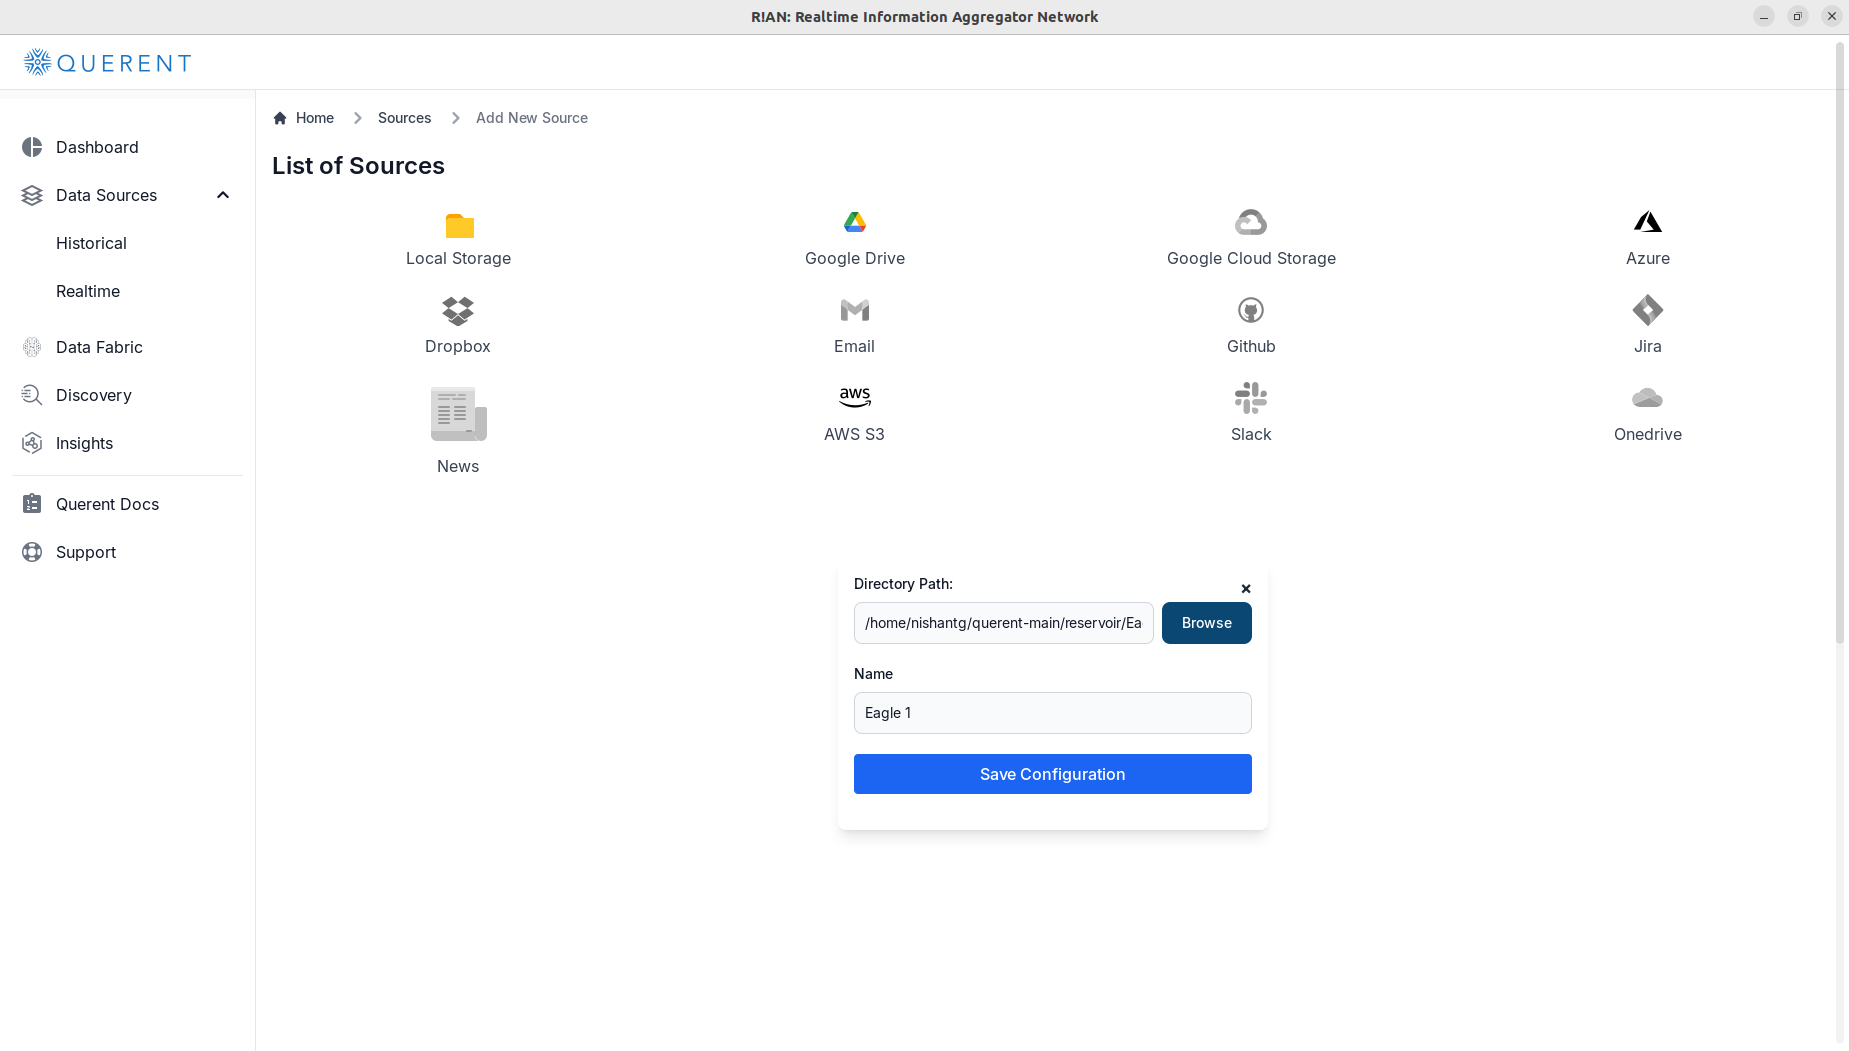 R!AN: Realtime Information Aggregator Network
QUERENT
Home
Sources
Add New Source
Dashboard
Data Sources
Historical
Realtime
Data Fabric
Discovery
Insights
Querent Docs
Support
List of Sources
Local Storage
Google Drive
Google Cloud Storage
Azure
Dropbox
Email
Github
Jira
News
aws
AWS S3
Slack
Onedrive
Directory Path:
/home/nishantg/querent-main/reservoir/Ea
Browse
Name
Eagle 1
Save Configuration